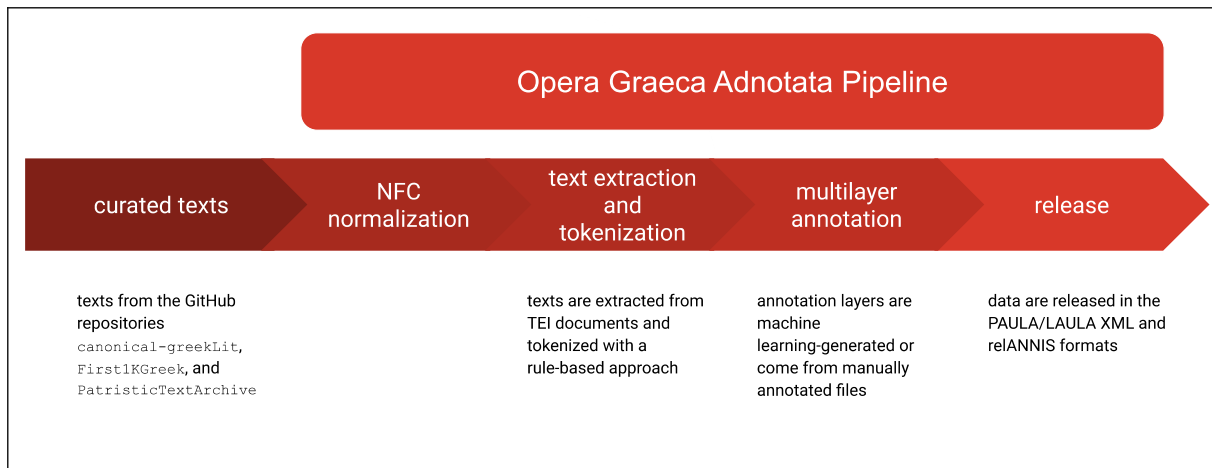 Opera Graeca Adnotata Pipeline
curated texts
NFC
normalization
text extraction
and
tokenization
multilayer
annotation
release
texts from the GitHub
repositories
canonical-greekLit,
First1KGreek, and
PatristicTextArchive
texts are extracted from
TEI documents and
tokenized with a
rule-based approach
annotation layers are
machine
learning-generated or
come from manually
annotated files
data are released in the
PAULA/LAULA XML and
relANNIS formats